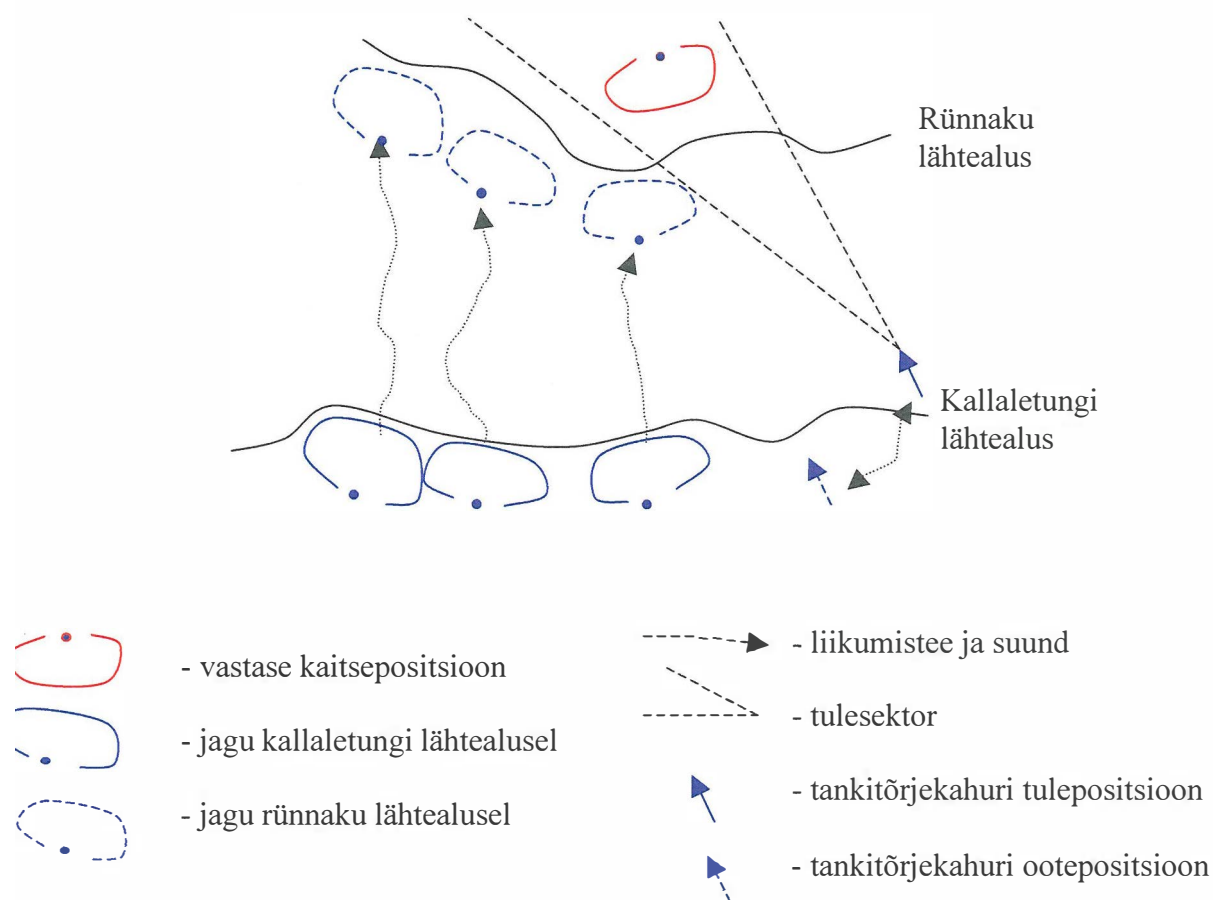 Rünnaku
lähtealus
Kallaletungi
lähtealus
- vastase kaitsepositsioon
- jagu kallaletungi lähtealusel
- jagu rünnaku lähtealusel
- liikumistee ja suund
- tulesektor
- tankitõrjekahuri tulepositsioon
- tankitõrjekahuri ootepositsioon